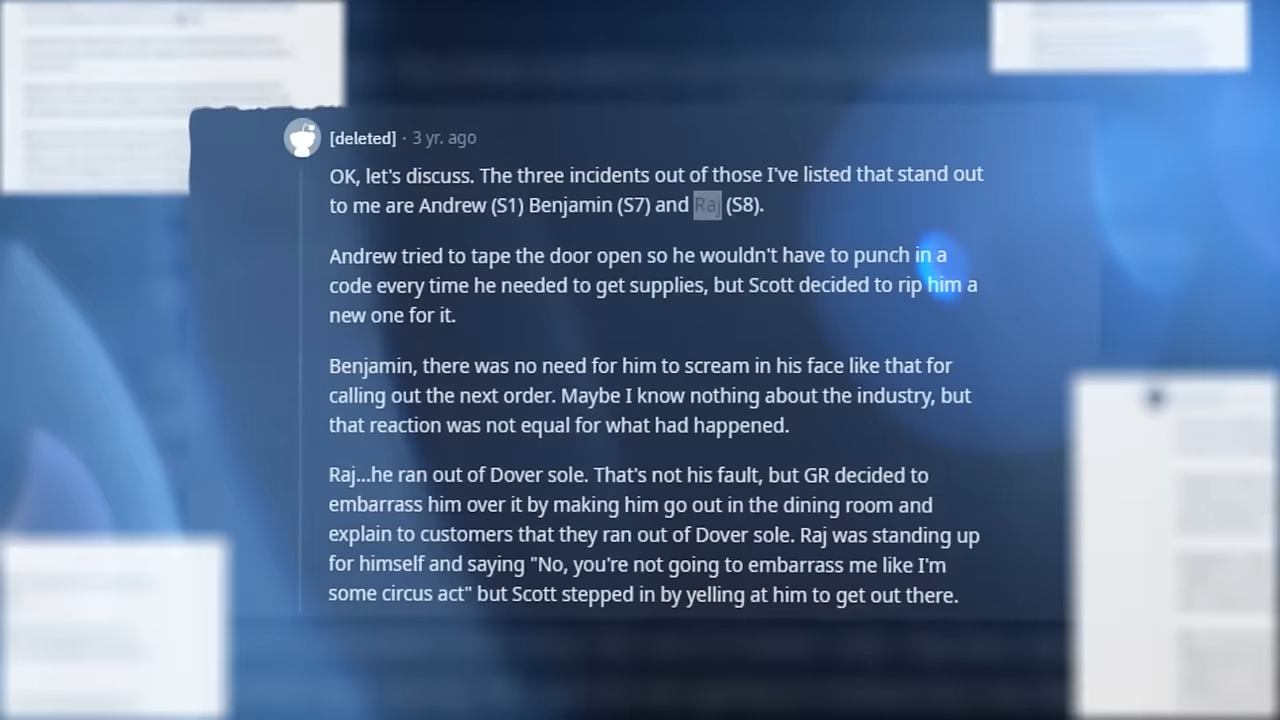 [deleted] · 3 yr. ago
OK, let's discuss. The three incidents out of those I've listed that stand out
to me are Andrew (S1) Benjamin (S7) and Raj (S8).
Andrew tried to tape the door open so he wouldn't have to punch in a
code every time he needed to get supplies, but Scott decided to rip him a
new one for it.
Benjamin, there was no need for him to scream in his face like that for
calling out the next order. Maybe I know nothing about the industry, but
that reaction was not equal for what had happened.
Raj...he ran out of Dover sole. That's not his fault, but GR decided to
embarrass him over it by making him go out in the dining room and
explain to customers that they ran out of Dover sole. Raj was standing up
for himself and saying "No, you're not going to embarrass me like I'm
some circus act" but Scott stepped in by yelling at him to get out there.